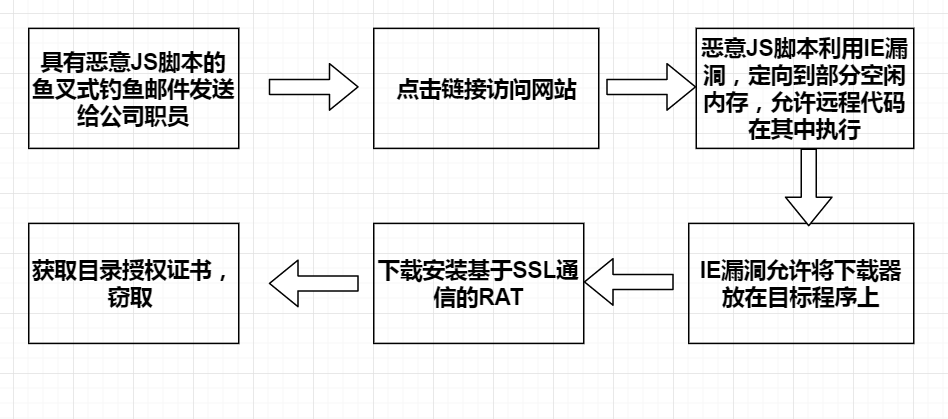 具有恶意JS脚本的
鱼叉式钓鱼邮件发送
给公司职员
点击链接访问网站
恶意JS脚本利用IE漏
洞，定向到部分空闲
内存，允许远程代码
在其中执行
获取目录授权证书，
窃取
下载安装基于SSL通
信的RAT
IE漏洞允许将下载器
放在目标程序上